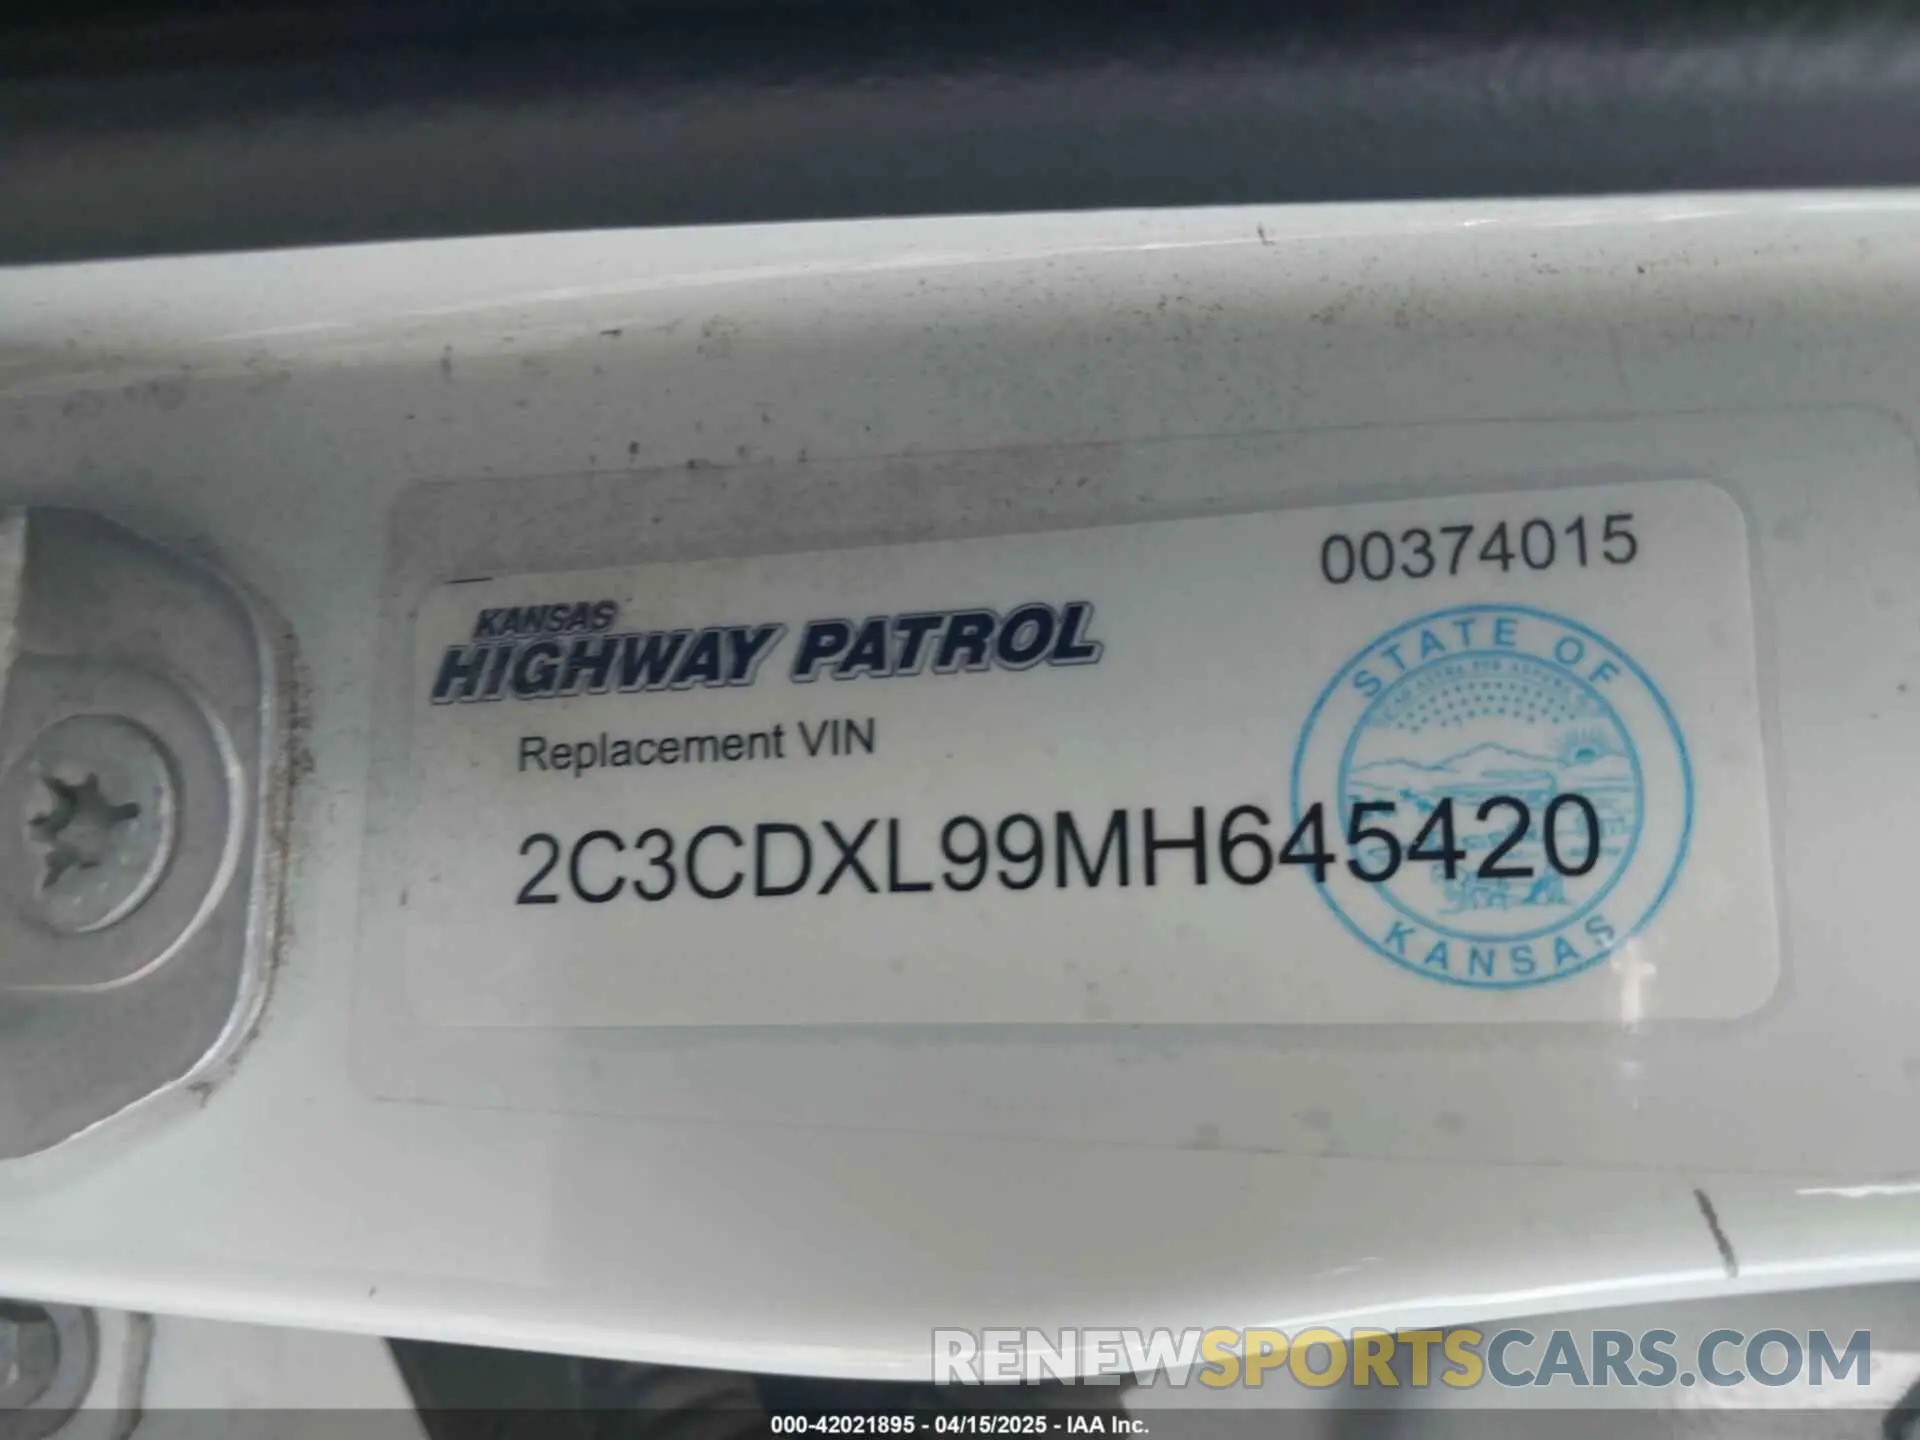 00374015
KANSAS
HIGHWAY PATROL
Replacement VIN
STATE OF
2C3CDXL99MH645420
KANSAS
RENEWSPORTSCARS.COM
000-42021895 - 04/15/2025 - IAA Inc.